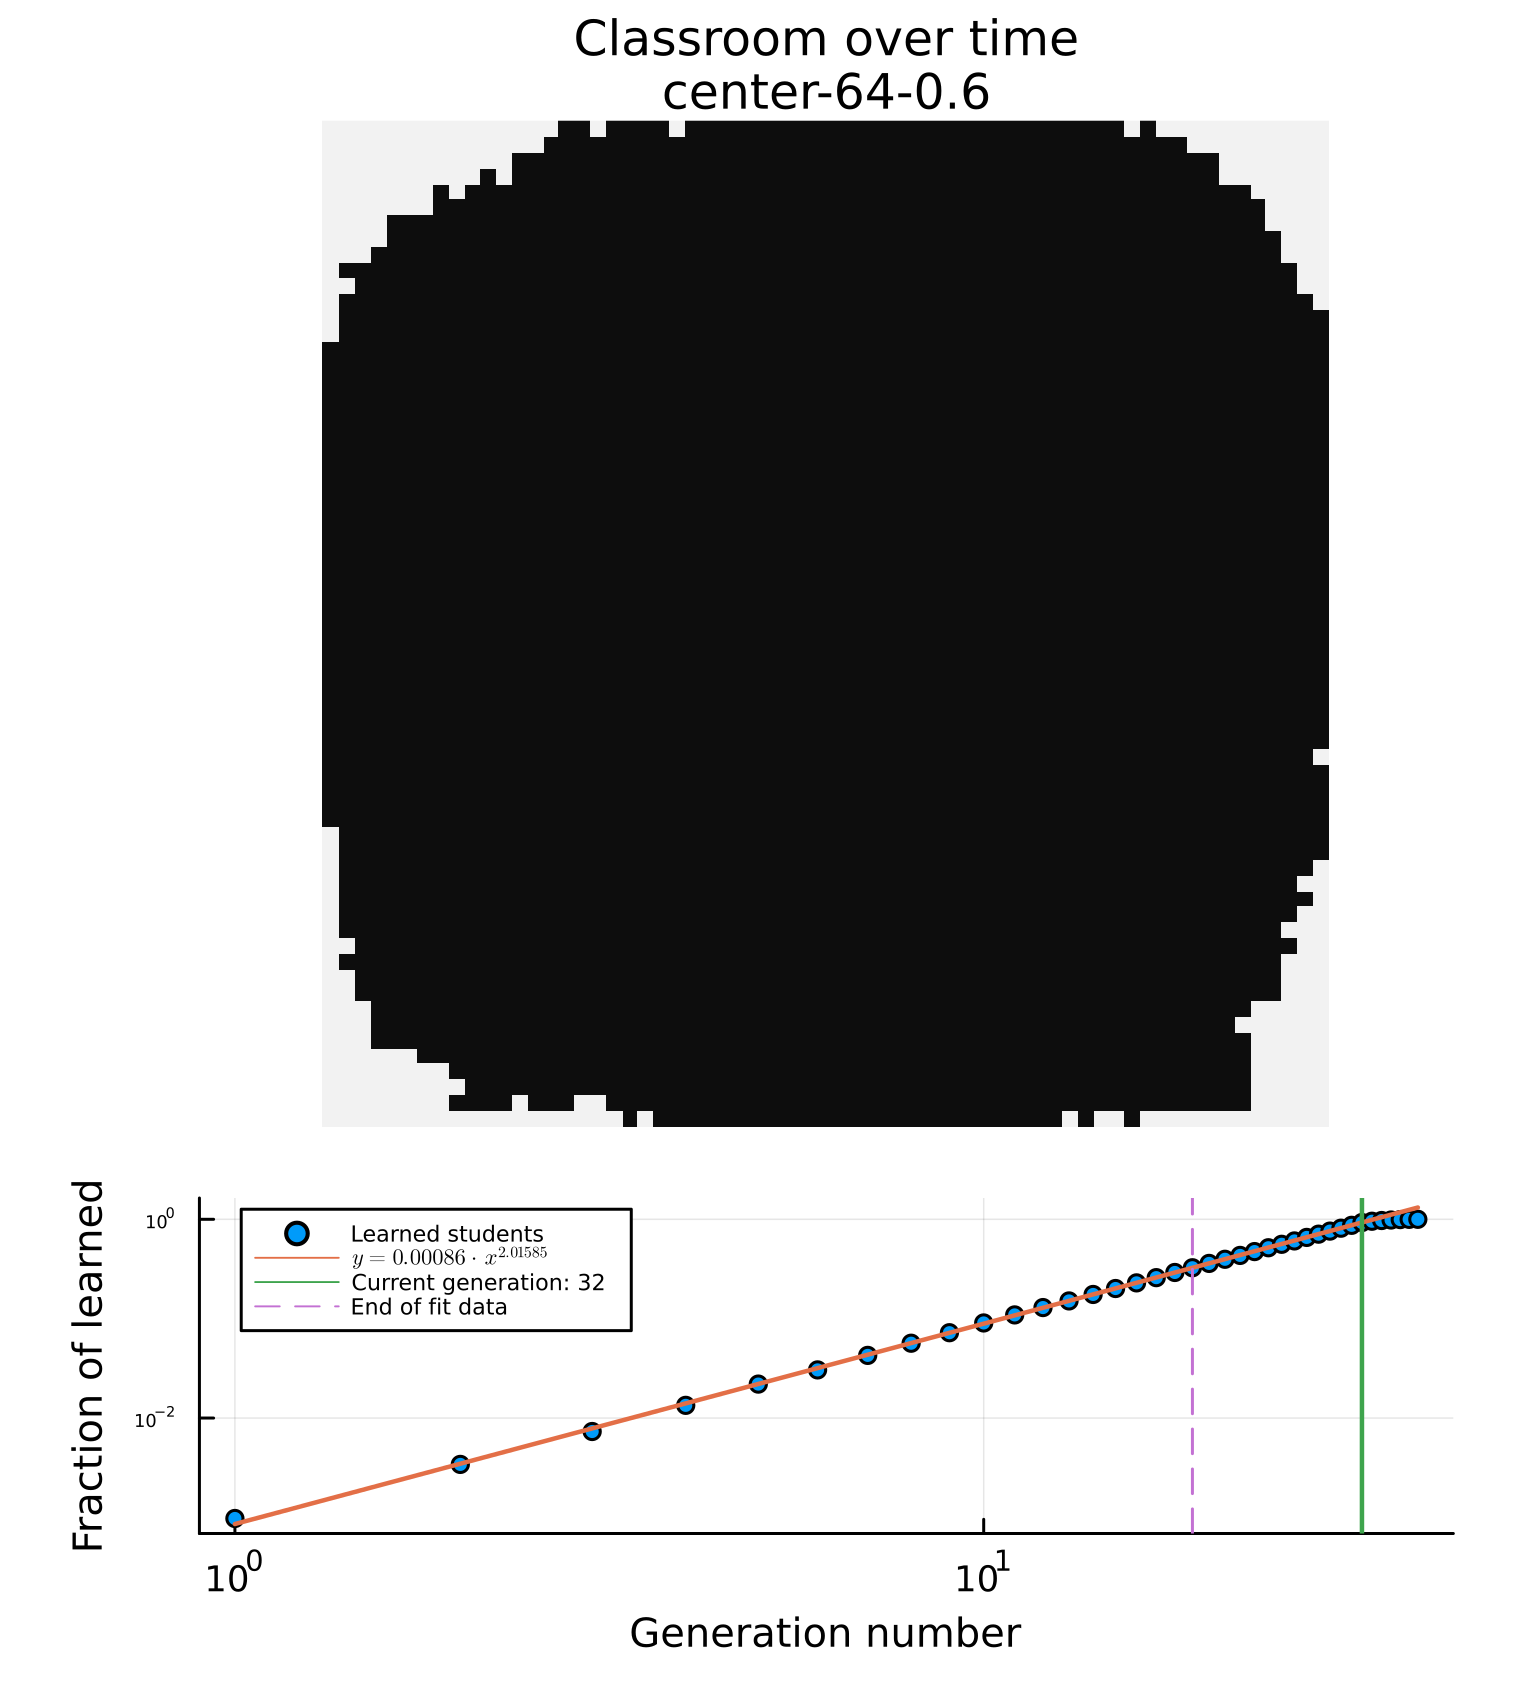 Classroom over time
center-64-0.6
Fraction of learned
10^0
10^-2
Learned students
y = 0.00086 · x^2.01585
Current generation: 32
End of fit data
10^0
10^1
Generation number